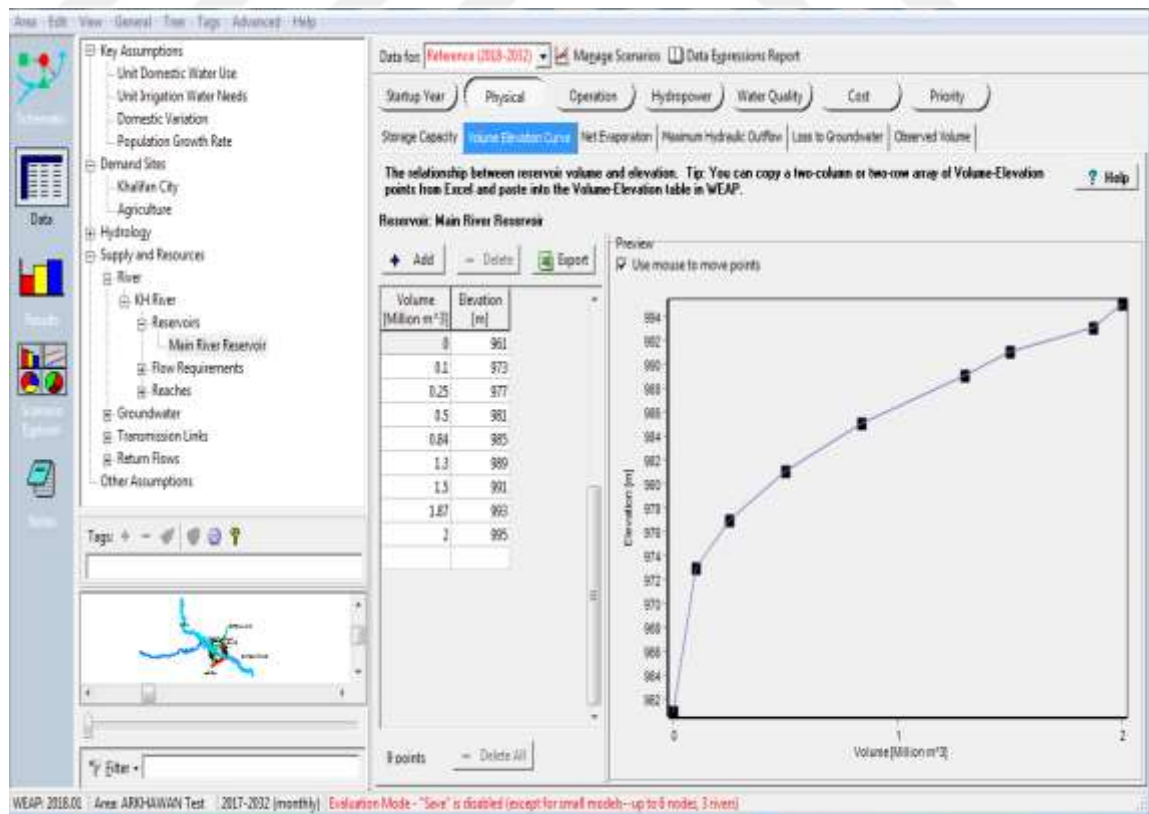 Area Edit View General Tree Tags Advanced Help
Key Assumptions
Unit Domestic Water Use
Unit Irrigation Water Needs
Domestic Variation
Population Growth Rate
Demand Sites
Khalifan City
Agriculture
Hydrology
Supply and Resources
River
KH River
Reservoirs
Main River Reservoir
Flow Requirements
Reaches
Groundwater
Transmission Links
Return Flows
Other Assumptions
Schematic
Data
Results
Scenario Explorer
Notes
Tags:
Filter
Data for: Reference (2018-2032) Manage Scenarios Data Expressions Report
Startup Year Physical Operation Hydropower Water Quality Cost Priority
Storage Capacity Volume Elevation Curve Net Evaporation Maximum Hydraulic Outflow Loss to Groundwater Observed Volume
The relationship between reservoir volume and elevation. Tip: You can copy a two-column or two-row array of Volume-Elevation
points from Excel and paste into the Volume-Elevation table in WEAP.
? Help
Reservoir: Main River Reservoir
Add Delete Export
Volume [Million m^3] Elevation [m]
0 961
0.1 973
0.25 977
0.5 981
0.84 985
1.3 989
1.5 991
1.87 993
2 995
9 points Delete All
Preview
Use mouse to move points
Elevation [m]
994
992
990
988
986
984
982
980
978
976
974
972
970
968
966
964
962
0 1 2
Volume [Million m^3]
WEAP: 2018.01 Area: ARKHAWAN Test 2017-2032 (monthly) Evaluation Mode - "Save" is disabled (except for small models--up to 6 nodes, 3 rivers)